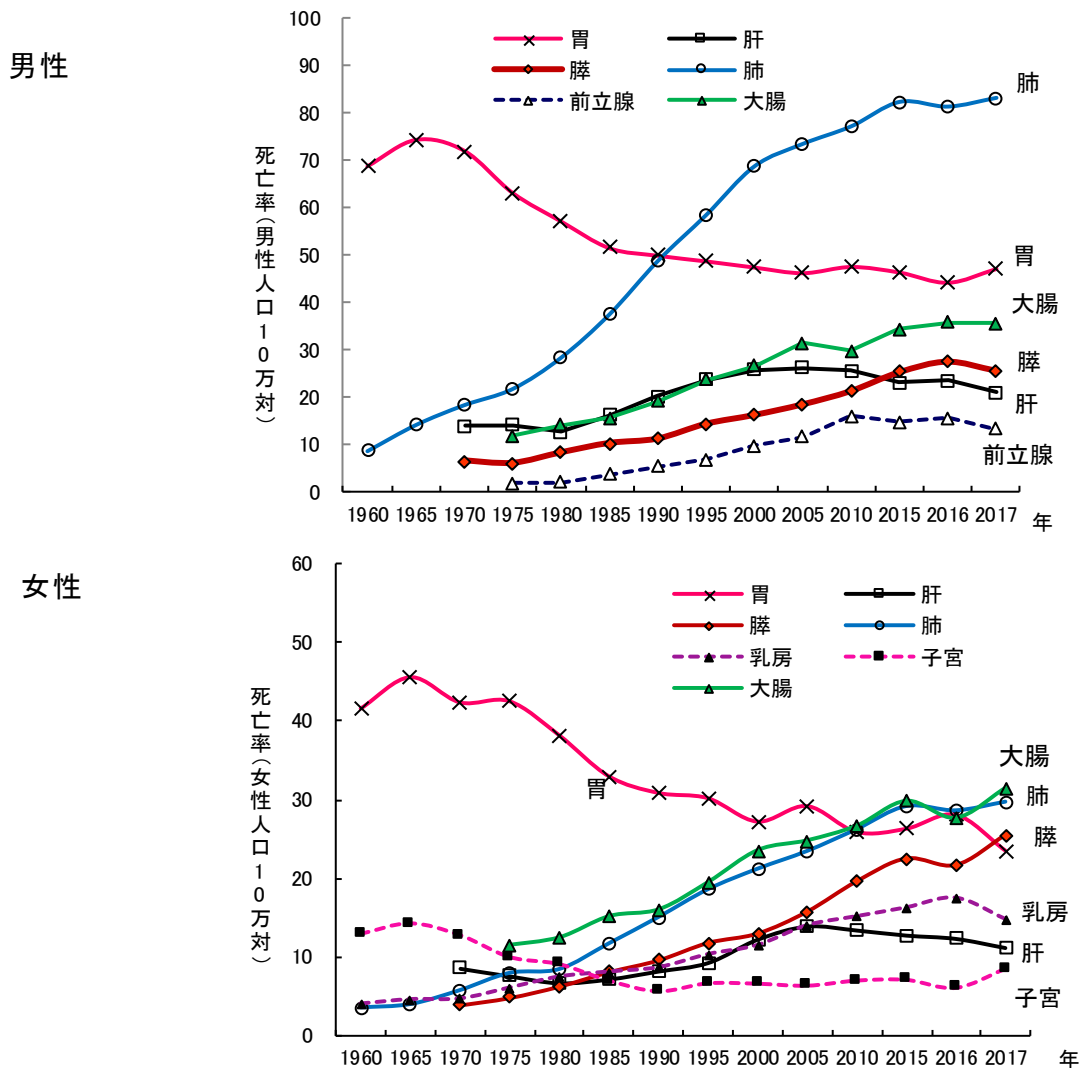 男性
死亡率(男性人口10万対)
100
90
80
70
60
50
40
30
20
10
0
胃 肝
膵 肺
前立腺 大腸
肺
胃
大腸
膵
肝
前立腺
1960 1965 1970 1975 1980 1985 1990 1995 2000 2005 2010 2015 2016 2017 年
女性
死亡率(女性人口10万対)
60
50
40
30
20
10
0
胃 肝
膵 肺
乳房 子宮
大腸
胃
大腸
肺
膵
乳房
肝
子宮
1960 1965 1970 1975 1980 1985 1990 1995 2000 2005 2010 2015 2016 2017 年